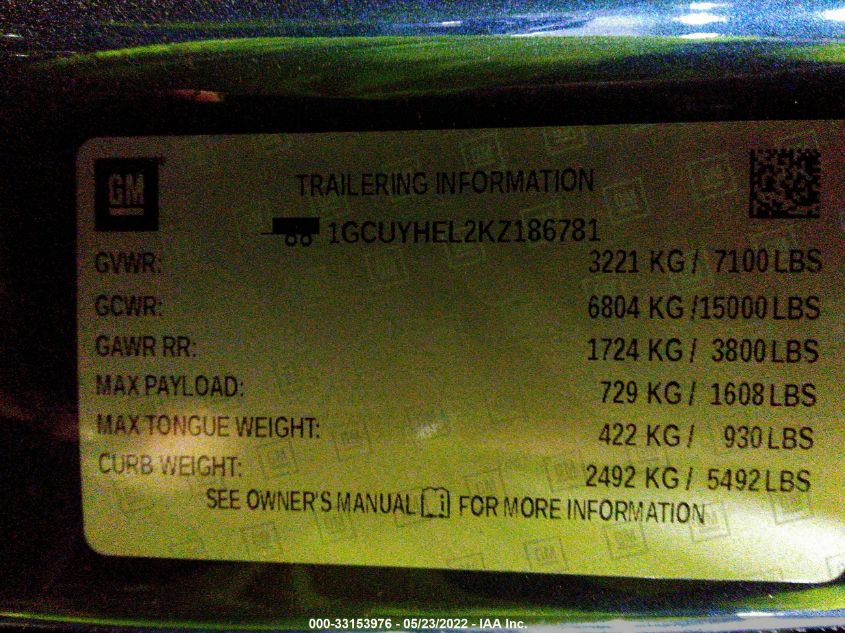 GM
TRAILERING INFORMATION
1GCUYHEL2KZ186781
GVWR: 3221 KG / 7100 LBS
GCWR: 6804 KG /15000 LBS
GAWR RR: 1724 KG / 3800 LBS
MAX PAYLOAD: 729 KG / 1608 LBS
MAX TONGUE WEIGHT: 422 KG / 930 LBS
CURB WEIGHT: 2492 KG / 5492 LBS
SEE OWNER'S MANUAL i FOR MORE INFORMATION
000-33153976 - 05/23/2022 - IAA Inc.